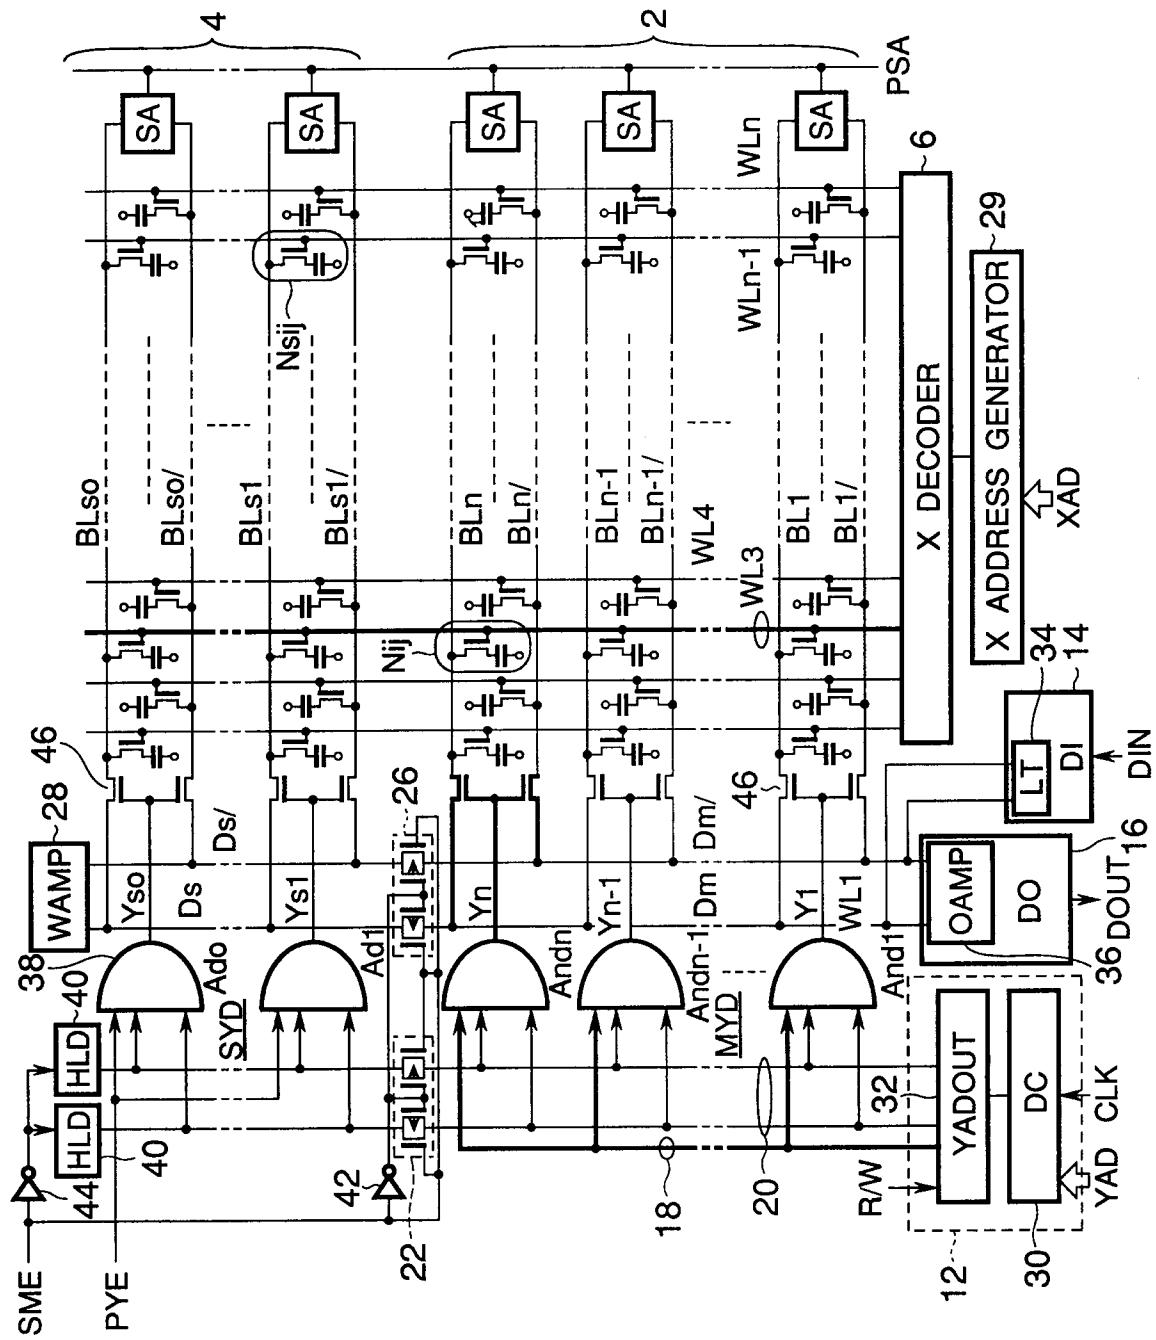 4
2
PSA
SA
SA
SA
SA
SA
WLn
WLn-1
6
X DECODER
29
X ADDRESS GENERATOR
XAD
Nsij
BLso
BLso/
BLs1
BLs1/
BLn
BLn/
BLn-1
BLn-1/
BL1
BL1/
WL4
WL3
Nij
34
14
LT
DI
DIN
46
46
28
WAMP
Ds/
Ds
26
Dm/
Dm
WL1
OAMP
DO
16
DOUT
36
Yso
Ys1
Yn
Yn-1
Y1
38
Ado
Ad1
Andn
Andn-1
And1
SYD
MYD
40
HLD
HLD
40
44
42
22
18
20
32
YADOUT
DC
CLK
YAD
R/W
12
30
SME
PYE